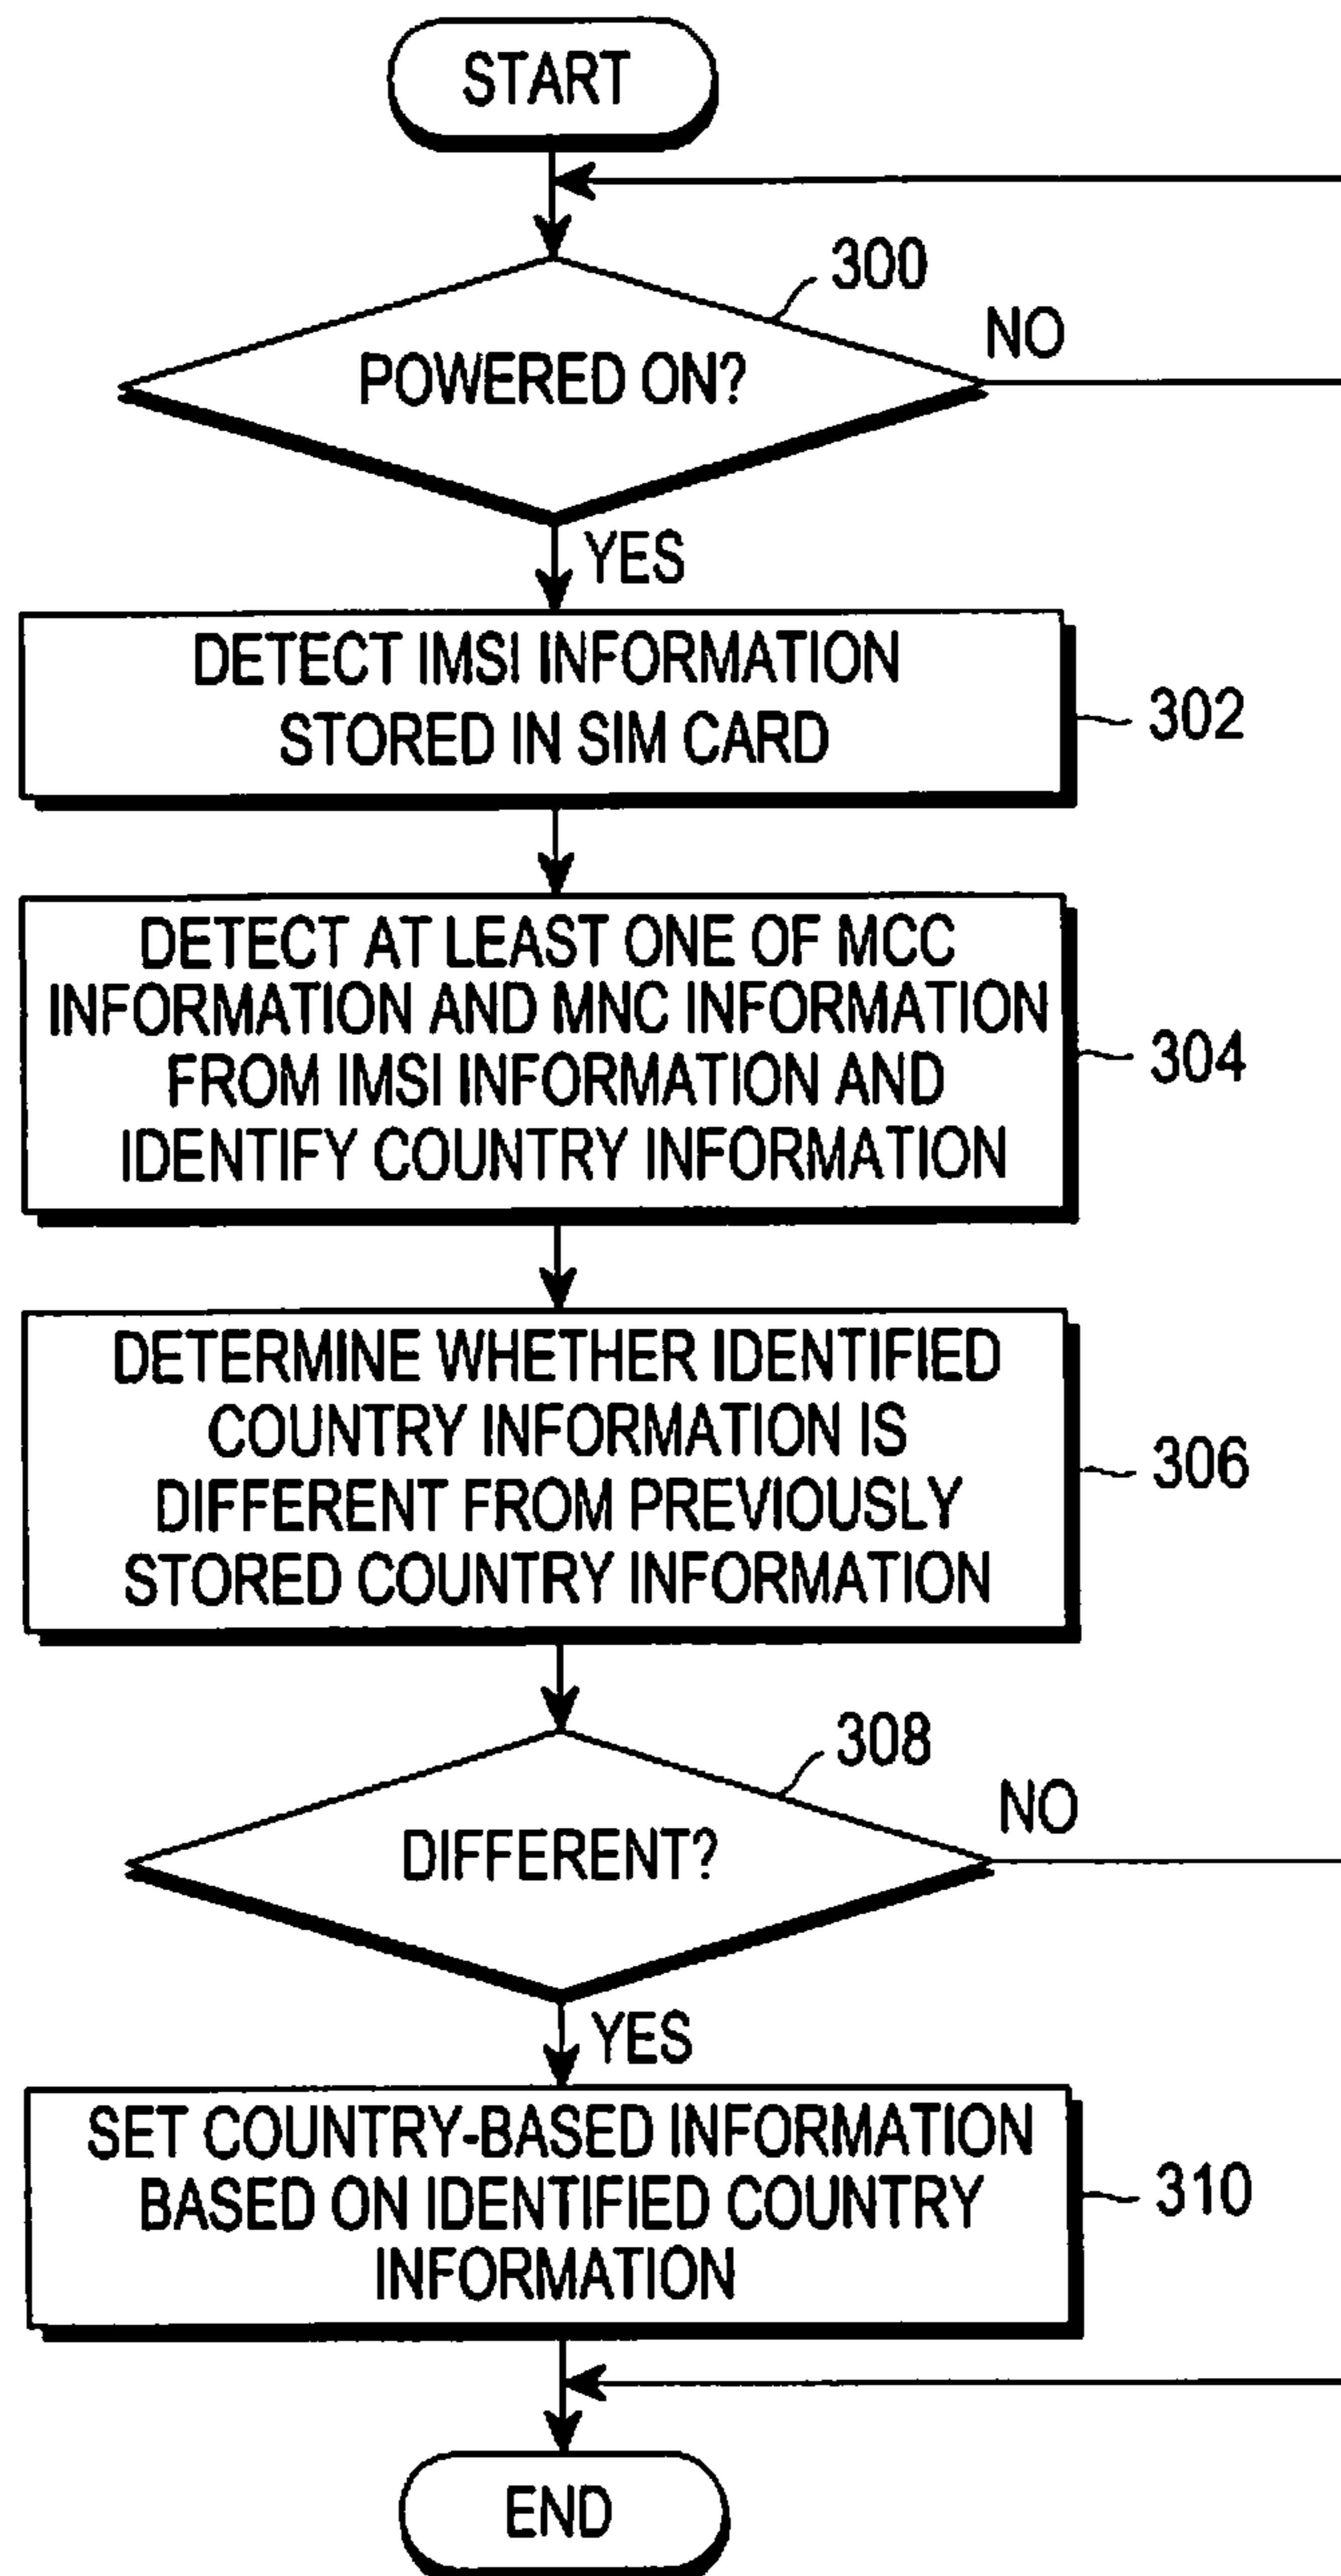 START
300
NO
POWERED ON?
YES
DETECT IMSI INFORMATION
STORED IN SIM CARD
302
DETECT AT LEAST ONE OF MCC
INFORMATION AND MNC INFORMATION
FROM IMSI INFORMATION AND
IDENTIFY COUNTRY INFORMATION
304
DETERMINE WHETHER IDENTIFIED
COUNTRY INFORMATION IS
DIFFERENT FROM PREVIOUSLY
STORED COUNTRY INFORMATION
306
308
NO
DIFFERENT?
YES
SET COUNTRY-BASED INFORMATION
BASED ON IDENTIFIED COUNTRY
INFORMATION
310
END